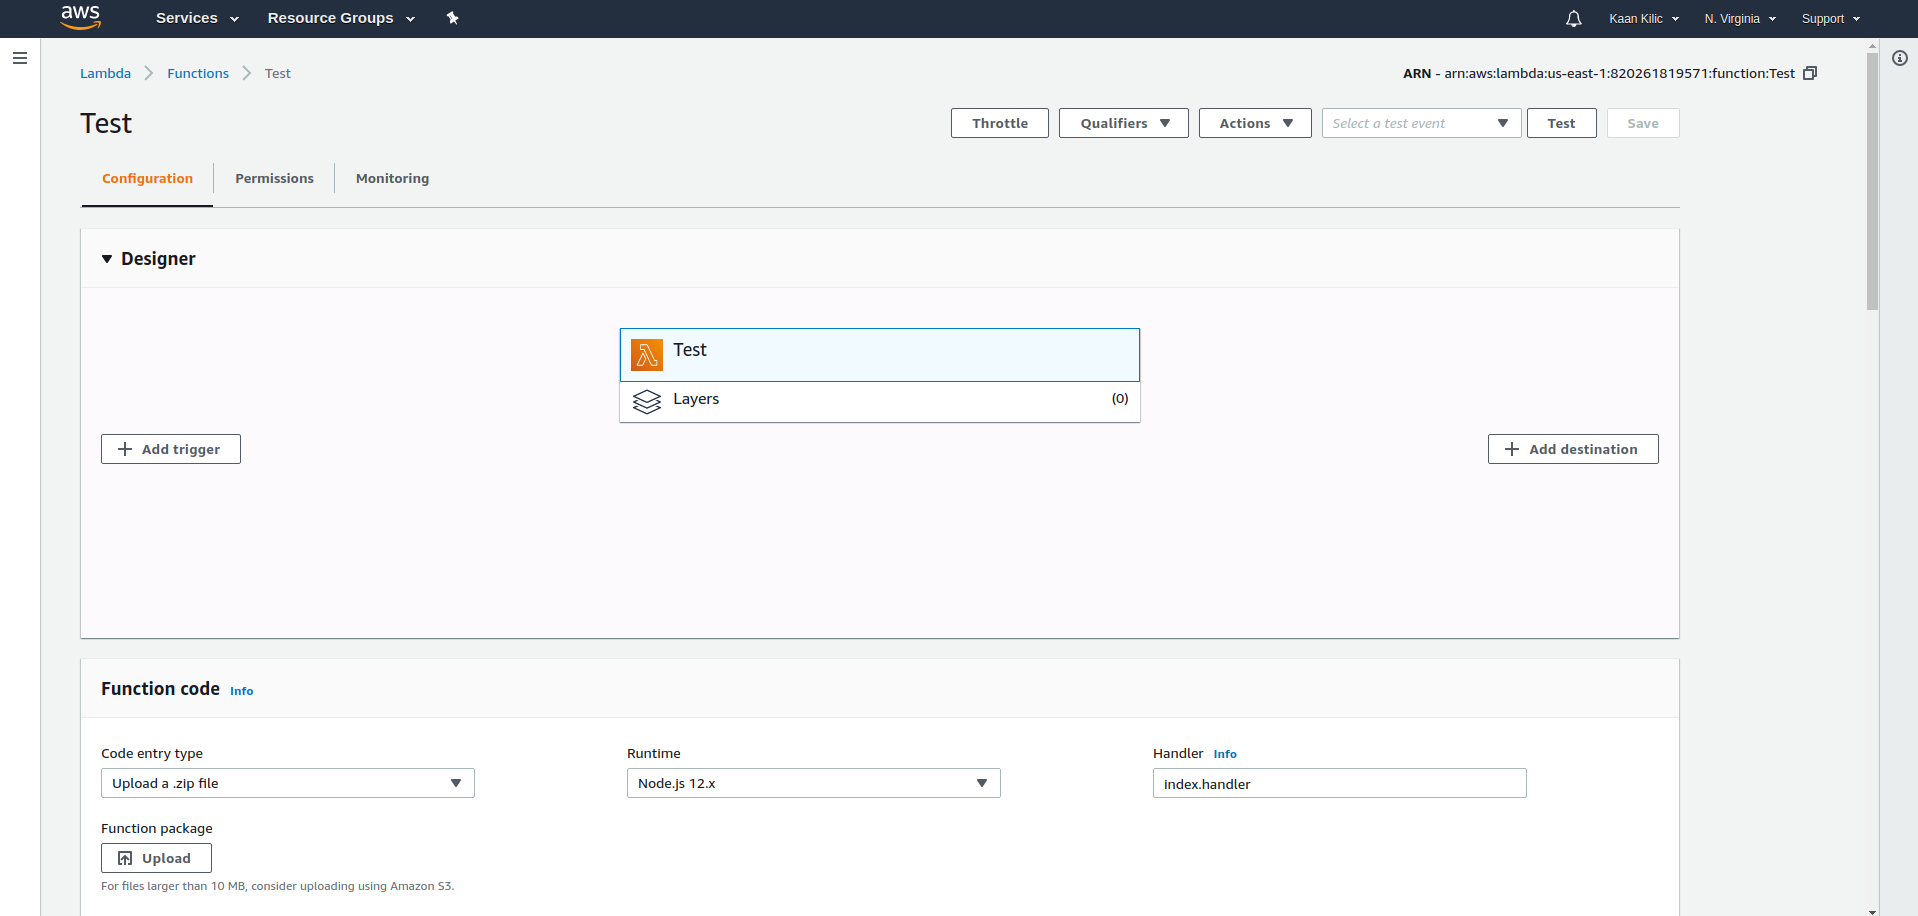 aws Services Resource Groups Kaan Kilic N. Virginia Support
Lambda Functions Test ARN - arn:aws:lambda:us-east-1:820261819571:function:Test
Test Throttle Qualifiers Actions Select a test event Test Save
Configuration Permissions Monitoring
Designer
Test
Layers (0)
Add trigger Add destination
Function code Info
Code entry type Runtime Handler Info
Upload a .zip file Node.js 12.x index.handler
Function package
Upload
For files larger than 10 MB, consider uploading using Amazon S3.